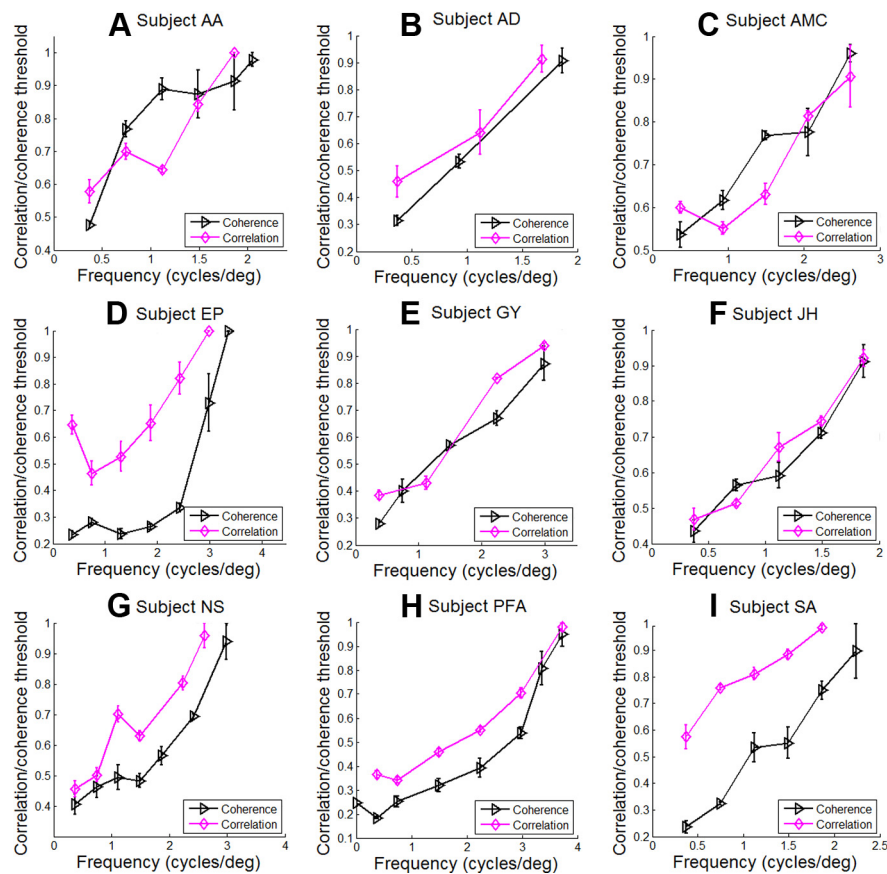 A Subject AA
B Subject AD
C Subject AMC
Correlation/coherence threshold
1
0.9
0.8
0.7
0.6
0.5
0.4
0 0.5 1 1.5 2
Frequency (cycles/deg)
Coherence
Correlation
Correlation/coherence threshold
1
0.9
0.8
0.7
0.6
0.5
0.4
0.3
0.2
0 0.5 1 1.5 2
Frequency (cycles/deg)
Coherence
Correlation
Correlation/coherence threshold
1
0.9
0.8
0.7
0.6
0.5
0 1 2 3
Frequency (cycles/deg)
Coherence
Correlation
D Subject EP
E Subject GY
F Subject JH
Correlation/coherence threshold
1
0.9
0.8
0.7
0.6
0.5
0.4
0.3
0.2
0 1 2 3 4
Frequency (cycles/deg)
Coherence
Correlation
Correlation/coherence threshold
1
0.9
0.8
0.7
0.6
0.5
0.4
0.3
0.2
0 1 2 3
Frequency (cycles/deg)
Coherence
Correlation
Correlation/coherence threshold
1
0.9
0.8
0.7
0.6
0.5
0.4
0 0.5 1 1.5 2
Frequency (cycles/deg)
Coherence
Correlation
G Subject NS
H Subject PFA
I Subject SA
Correlation/coherence threshold
1
0.9
0.8
0.7
0.6
0.5
0.4
0 1 2 3 4
Frequency (cycles/deg)
Coherence
Correlation
Correlation/coherence threshold
1
0.9
0.8
0.7
0.6
0.5
0.4
0.3
0.2
0.1
0 1 2 3 4
Frequency (cycles/deg)
Coherence
Correlation
Correlation/coherence threshold
1
0.9
0.8
0.7
0.6
0.5
0.4
0.3
0.2
0 0.5 1 1.5 2 2.5
Frequency (cycles/deg)
Coherence
Correlation